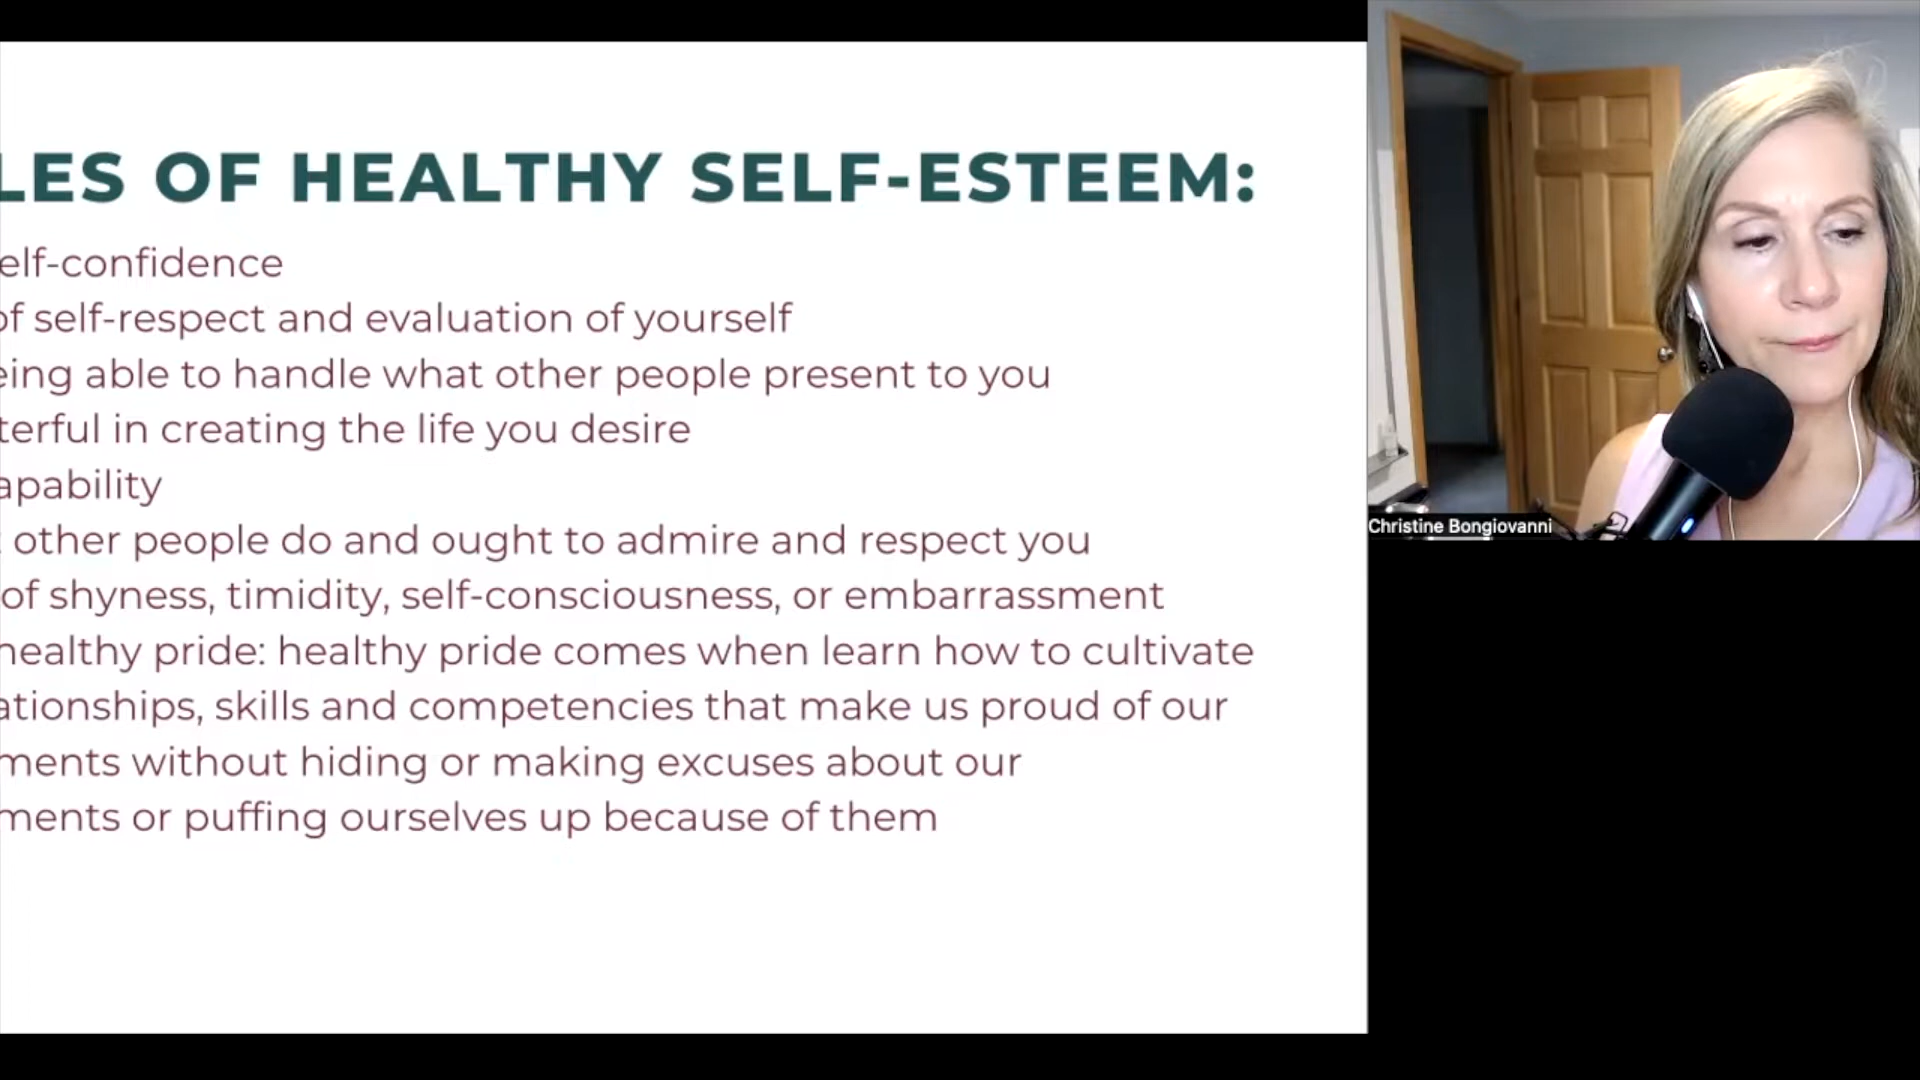 LES OF HEALTHY SELF-ESTEEM:
elf-confidence
of self-respect and evaluation of yourself
eing able to handle what other people present to you
terful in creating the life you desire
apability
other people do and ought to admire and respect you
of shyness, timidity, self-consciousness, or embarrassment
healthy pride: healthy pride comes when learn how to cultivate
ationships, skills and competencies that make us proud of our
ments without hiding or making excuses about our
ments or puffing ourselves up because of them
Christine Bongiovanni